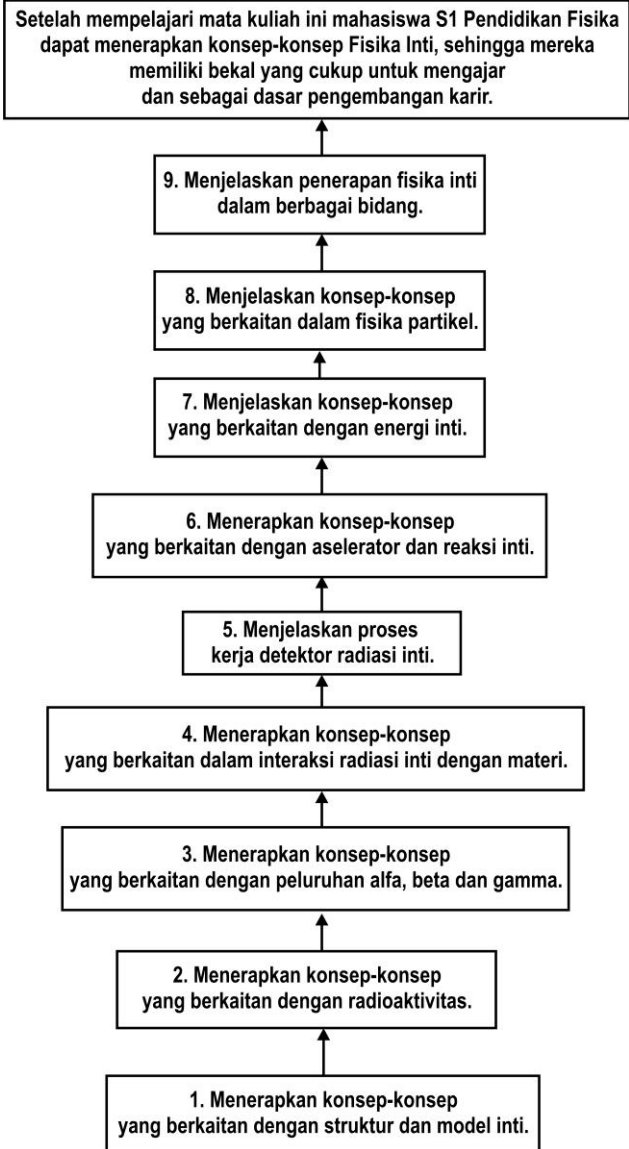 Setelah mempelajari mata kuliah ini mahasiswa S1 Pendidikan Fisika
dapat menerapkan konsep-konsep Fisika Inti, sehingga mereka
memiliki bekal yang cukup untuk mengajar
dan sebagai dasar pengembangan karir.
9. Menjelaskan penerapan fisika inti
dalam berbagai bidang.
8. Menjelaskan konsep-konsep
yang berkaitan dalam fisika partikel.
7. Menjelaskan konsep-konsep
yang berkaitan dengan energi inti.
6. Menerapkan konsep-konsep
yang berkaitan dengan aselerator dan reaksi inti.
5. Menjelaskan proses
kerja detektor radiasi inti.
4. Menerapkan konsep-konsep
yang berkaitan dalam interaksi radiasi inti dengan materi.
3. Menerapkan konsep-konsep
yang berkaitan dengan peluruhan alfa, beta dan gamma.
2. Menerapkan konsep-konsep
yang berkaitan dengan radioaktivitas.
1. Menerapkan konsep-konsep
yang berkaitan dengan struktur dan model inti.